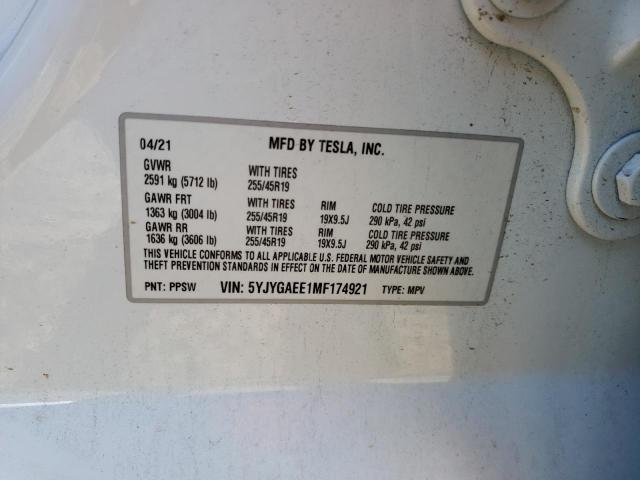 04/21 MFD BY TESLA, INC.
GVWR WITH TIRES
2591 kg (5712 lb) 255/45R19
GAWR FRT WITH TIRES RIM COLD TIRE PRESSURE
1363 kg (3004 lb) 255/45R19 19X9.5J 290 kPa, 42 psi
GAWR RR WITH TIRES RIM COLD TIRE PRESSURE
1636 kg (3606 lb) 255/45R19 19X9.5J 290 kPa, 42 psi
THIS VEHICLE CONFORMS TO ALL APPLICABLE U.S. FEDERAL MOTOR VEHICLE SAFETY AND
THEFT PREVENTION STANDARDS IN EFFECT ON THE DATE OF MANUFACTURE SHOWN ABOVE.
PNT: PPSW VIN: 5YJYGAEE1MF174921 TYPE: MPV